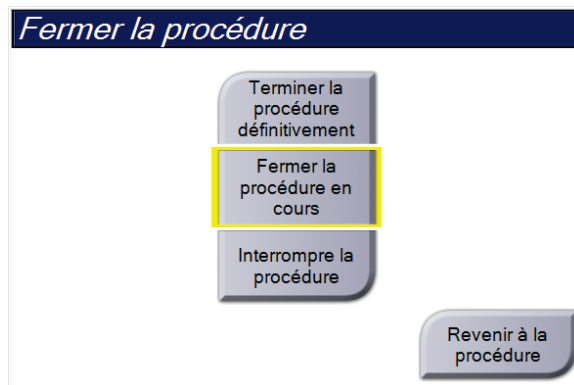 Fermer la procédure
Terminer la
procédure
définitivement
Fermer la
procédure en
cours
Interrompre la
procédure
Revenir à la
procédure